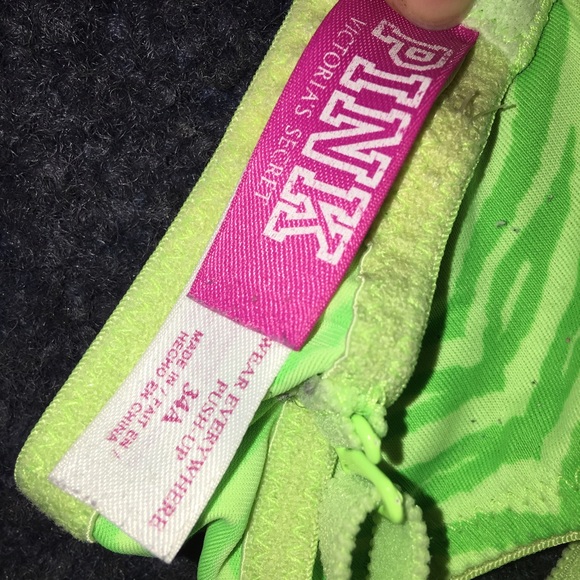 PINK
VICTORIA'S SECRET
WEAR EVERYWHERE
PUSH-UP
34A
MADE IN / FAIT EN /
HECHO EN CHINA